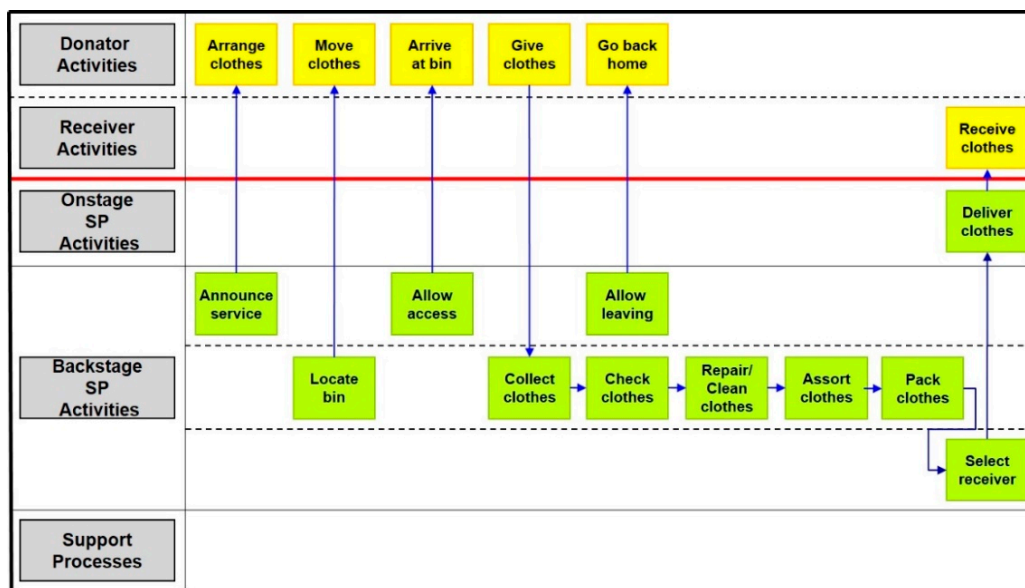 Donator
Activities
Arrange
clothes
Move
clothes
Arrive
at bin
Give
clothes
Go back
home
Receiver
Activities
Receive
clothes
Onstage
SP
Activities
Deliver
clothes
Announce
service
Allow
access
Allow
leaving
Backstage
SP
Activities
Locate
bin
Collect
clothes
Check
clothes
Repair/
Clean
clothes
Assort
clothes
Pack
clothes
Select
receiver
Support
Processes